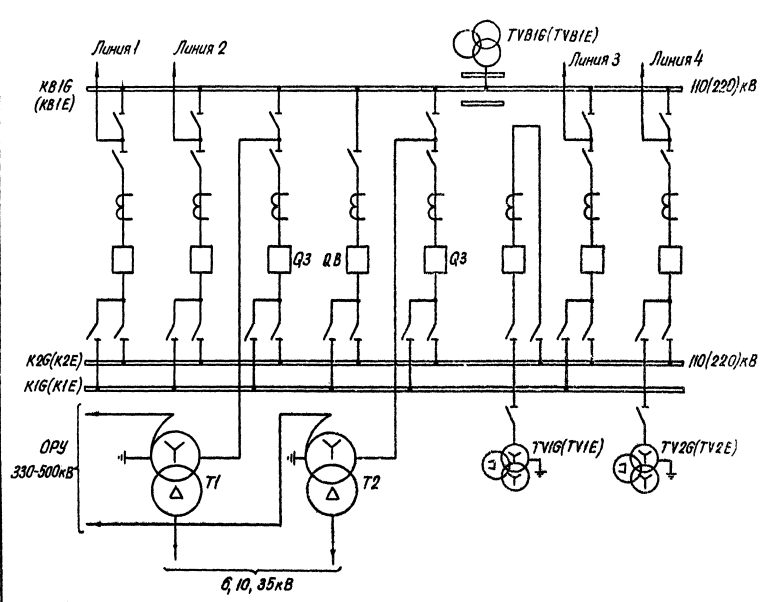 Линия 1
Линия 2
TVB1G(TVB1E)
Линия 3
Линия 4
KB1G
(KB1E)
110(220)кВ
Q3
QB
Q3
K2G(K2E)
110(220)кВ
K1G(K1E)
ОРУ
330-500кВ
T1
T2
TV1G(TV1E)
TV2G(TV2E)
6, 10, 35кВ